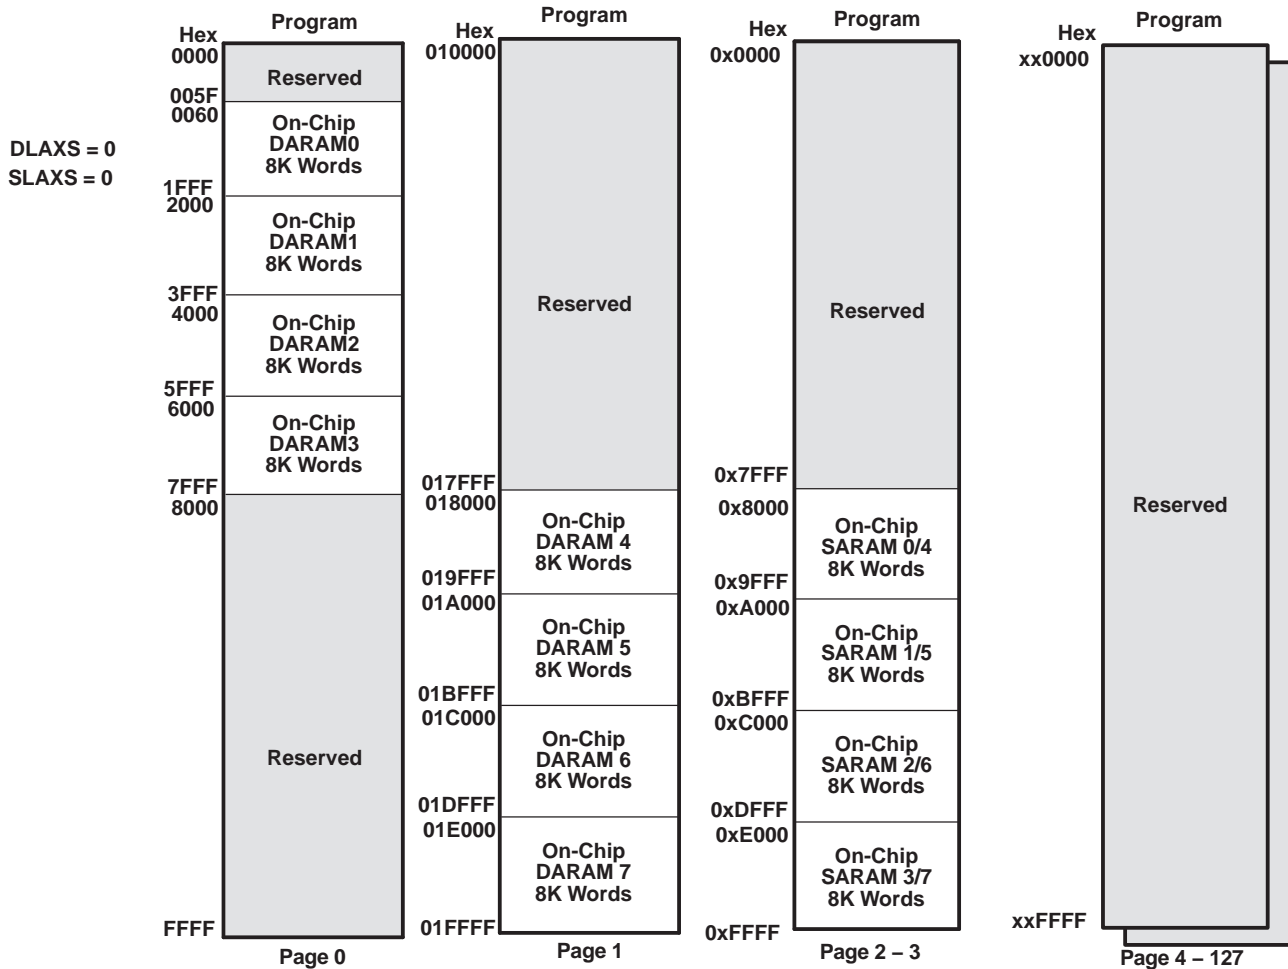 DLAXS = 0
SLAXS = 0
Program
Hex
0000
Reserved
005F
0060
On-Chip
DARAM0
8K Words
1FFF
2000
On-Chip
DARAM1
8K Words
3FFF
4000
On-Chip
DARAM2
8K Words
5FFF
6000
On-Chip
DARAM3
8K Words
7FFF
8000
Reserved
FFFF
Page 0
Program
Hex
010000
Reserved
017FFF
018000
On-Chip
DARAM 4
8K Words
019FFF
01A000
On-Chip
DARAM 5
8K Words
01BFFF
01C000
On-Chip
DARAM 6
8K Words
01DFFF
01E000
On-Chip
DARAM 7
8K Words
01FFFF
Page 1
Program
Hex
0x0000
Reserved
0x7FFF
0x8000
On-Chip
SARAM 0/4
8K Words
0x9FFF
0xA000
On-Chip
SARAM 1/5
8K Words
0xBFFF
0xC000
On-Chip
SARAM 2/6
8K Words
0xDFFF
0xE000
On-Chip
SARAM 3/7
8K Words
0xFFFF
Page 2 – 3
Program
Hex
xx0000
Reserved
xxFFFF
Page 4 – 127